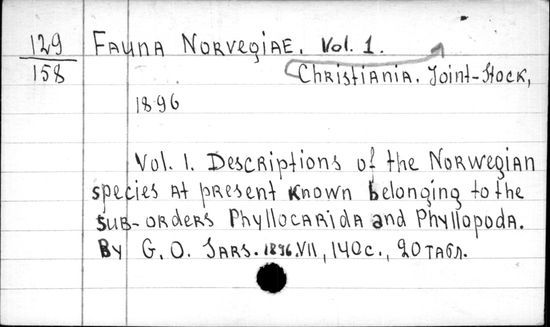 129 Fauna Norvegiae. Vol. 1.
158 Christiania. Joint-Stock,
1896
Vol. 1. Descriptions of the Norwegian
species at present known belonging to the
sub-orders Phyllocarida and Phyllopoda.
By G. O. Sars. 1896. VII, 140 c., 20 табл.